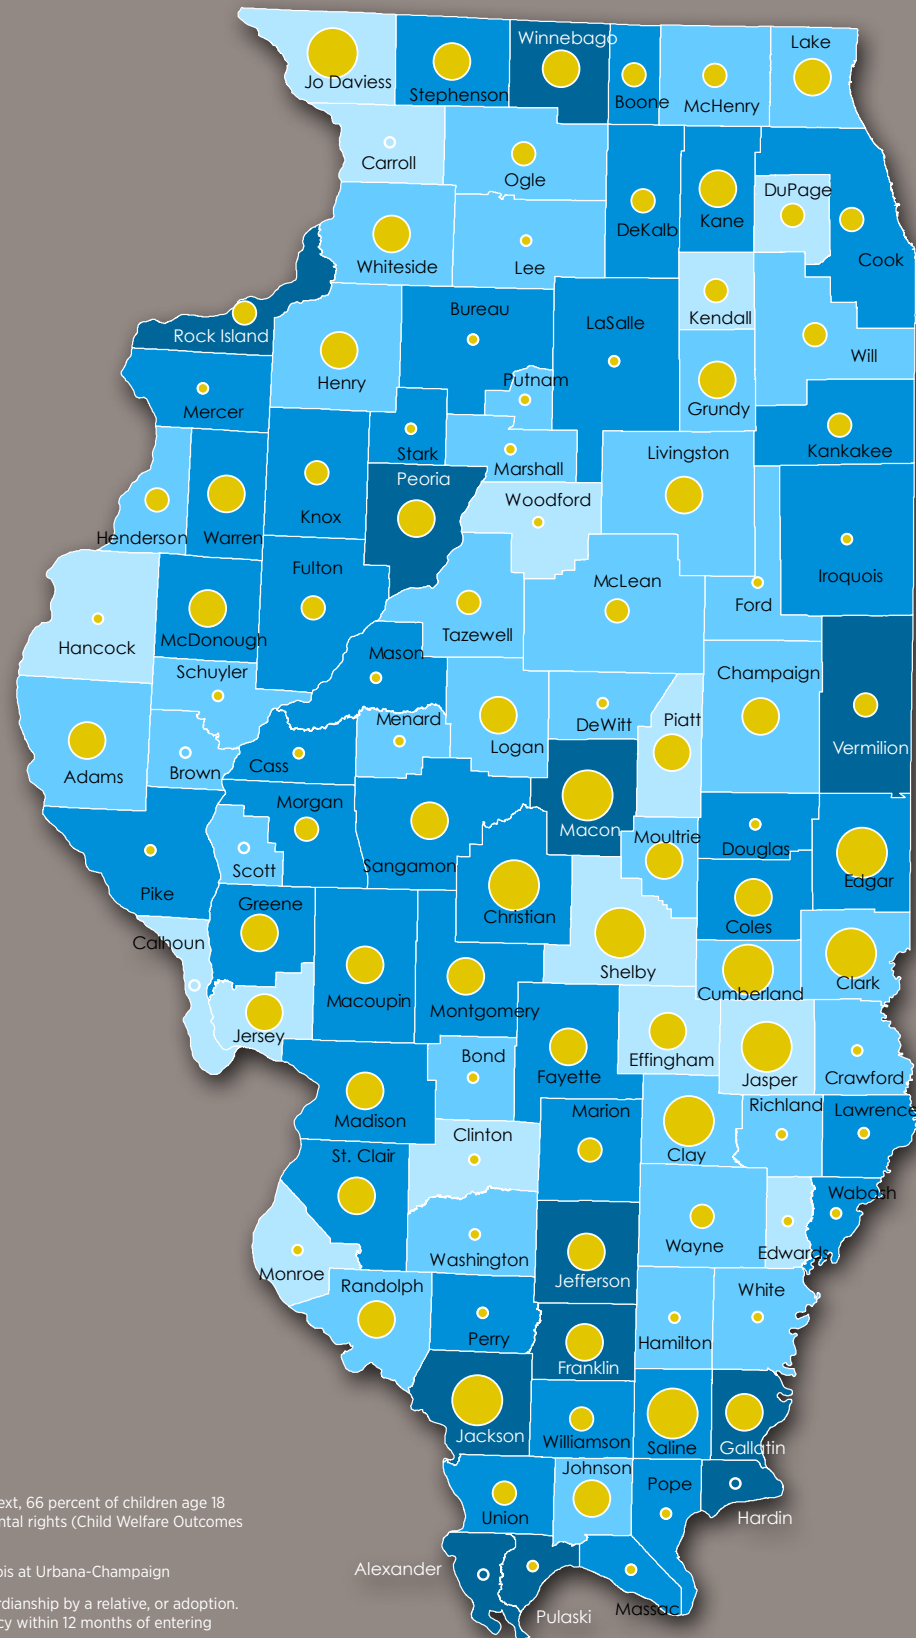 Winnebago
Lake
Jo Daviess
Stephenson
Boone
McHenry
Carroll
Ogle
DuPage
Kane
DeKalb
Cook
Whiteside
Lee
Bureau
Kendall
LaSalle
Rock Island
Will
Henry
Putnam
Grundy
Mercer
Kankakee
Stark
Livingston
Marshall
Peoria
Woodford
Knox
Henderson
Warren
Fulton
Iroquois
McLean
Ford
Tazewell
McDonough
Hancock
Mason
Schuyler
Champaign
Menard
Piatt
DeWitt
Logan
Vermilion
Cass
Brown
Adams
Morgan
Macon
Moultrie
Douglas
Sangamon
Scott
Edgar
Pike
Greene
Christian
Coles
Calhoun
Shelby
Clark
Cumberland
Macoupin
Montgomery
Jersey
Bond
Effingham
Fayette
Jasper
Crawford
Richland
Lawrence
Marion
Madison
Clinton
Clay
St. Clair
Wabash
Wayne
Edwards
Washington
Monroe
Jefferson
Randolph
White
Perry
Hamilton
Franklin
Jackson
Williamson
Saline
Gallatin
Johnson
Pope
Union
Hardin
Alexander
Massac
Pulaski
ext, 66 percent of children age 18
ntal rights (Child Welfare Outcomes
ois at Urbana-Champaign
rdianship by a relative, or adoption.
cy within 12 months of entering